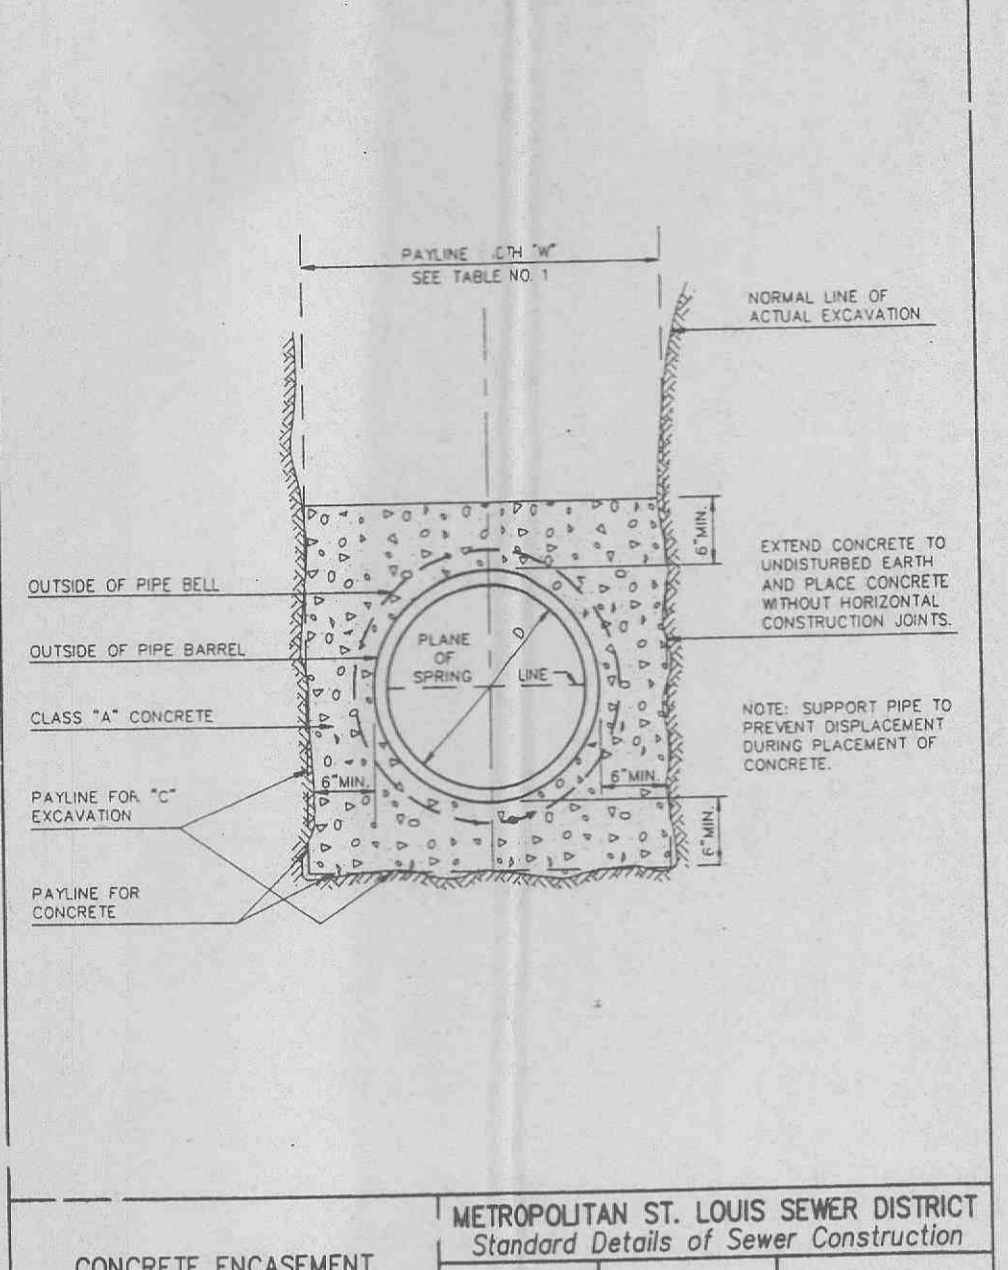 PAYLINE "W"
SEE TABLE NO. 1
NORMAL LINE OF
ACTUAL EXCAVATION
6"MIN.
EXTEND CONCRETE TO
UNDISTURBED EARTH
AND PLACE CONCRETE
WITHOUT HORIZONTAL
CONSTRUCTION JOINTS.
OUTSIDE OF PIPE BELL
OUTSIDE OF PIPE BARREL
PLANE
OF
SPRING LINE
D
CLASS "A" CONCRETE
NOTE: SUPPORT PIPE TO
PREVENT DISPLACEMENT
DURING PLACEMENT OF
CONCRETE.
6"MIN.
6"MIN.
6"MIN.
PAYLINE FOR "C"
EXCAVATION
PAYLINE FOR
CONCRETE
METROPOLITAN ST. LOUIS SEWER DISTRICT
Standard Details of Sewer Construction
CONCRETE ENCASEMENT